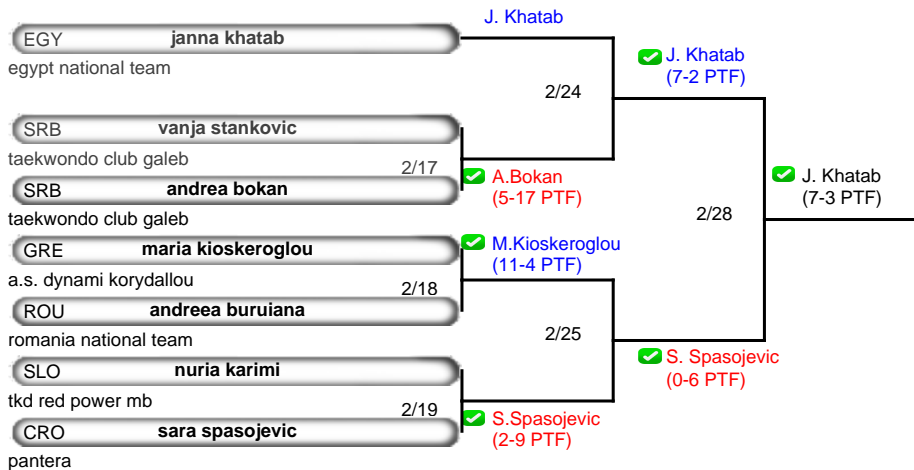 J. Khatab
EGY janna khatab
egypt national team
J. Khatab
(7-2 PTF)
2/24
SRB vanja stankovic
taekwondo club galeb
2/17
SRB andrea bokan
A.Bokan
(5-17 PTF)
taekwondo club galeb
J. Khatab
(7-3 PTF)
2/28
GRE maria kioskeroglou
M.Kioskeroglou
(11-4 PTF)
a.s. dynami korydallou
2/18
ROU andreea buruiana
romania national team
2/25
S. Spasojevic
(0-6 PTF)
SLO nuria karimi
tkd red power mb
2/19
CRO sara spasojevic
S.Spasojevic
(2-9 PTF)
pantera